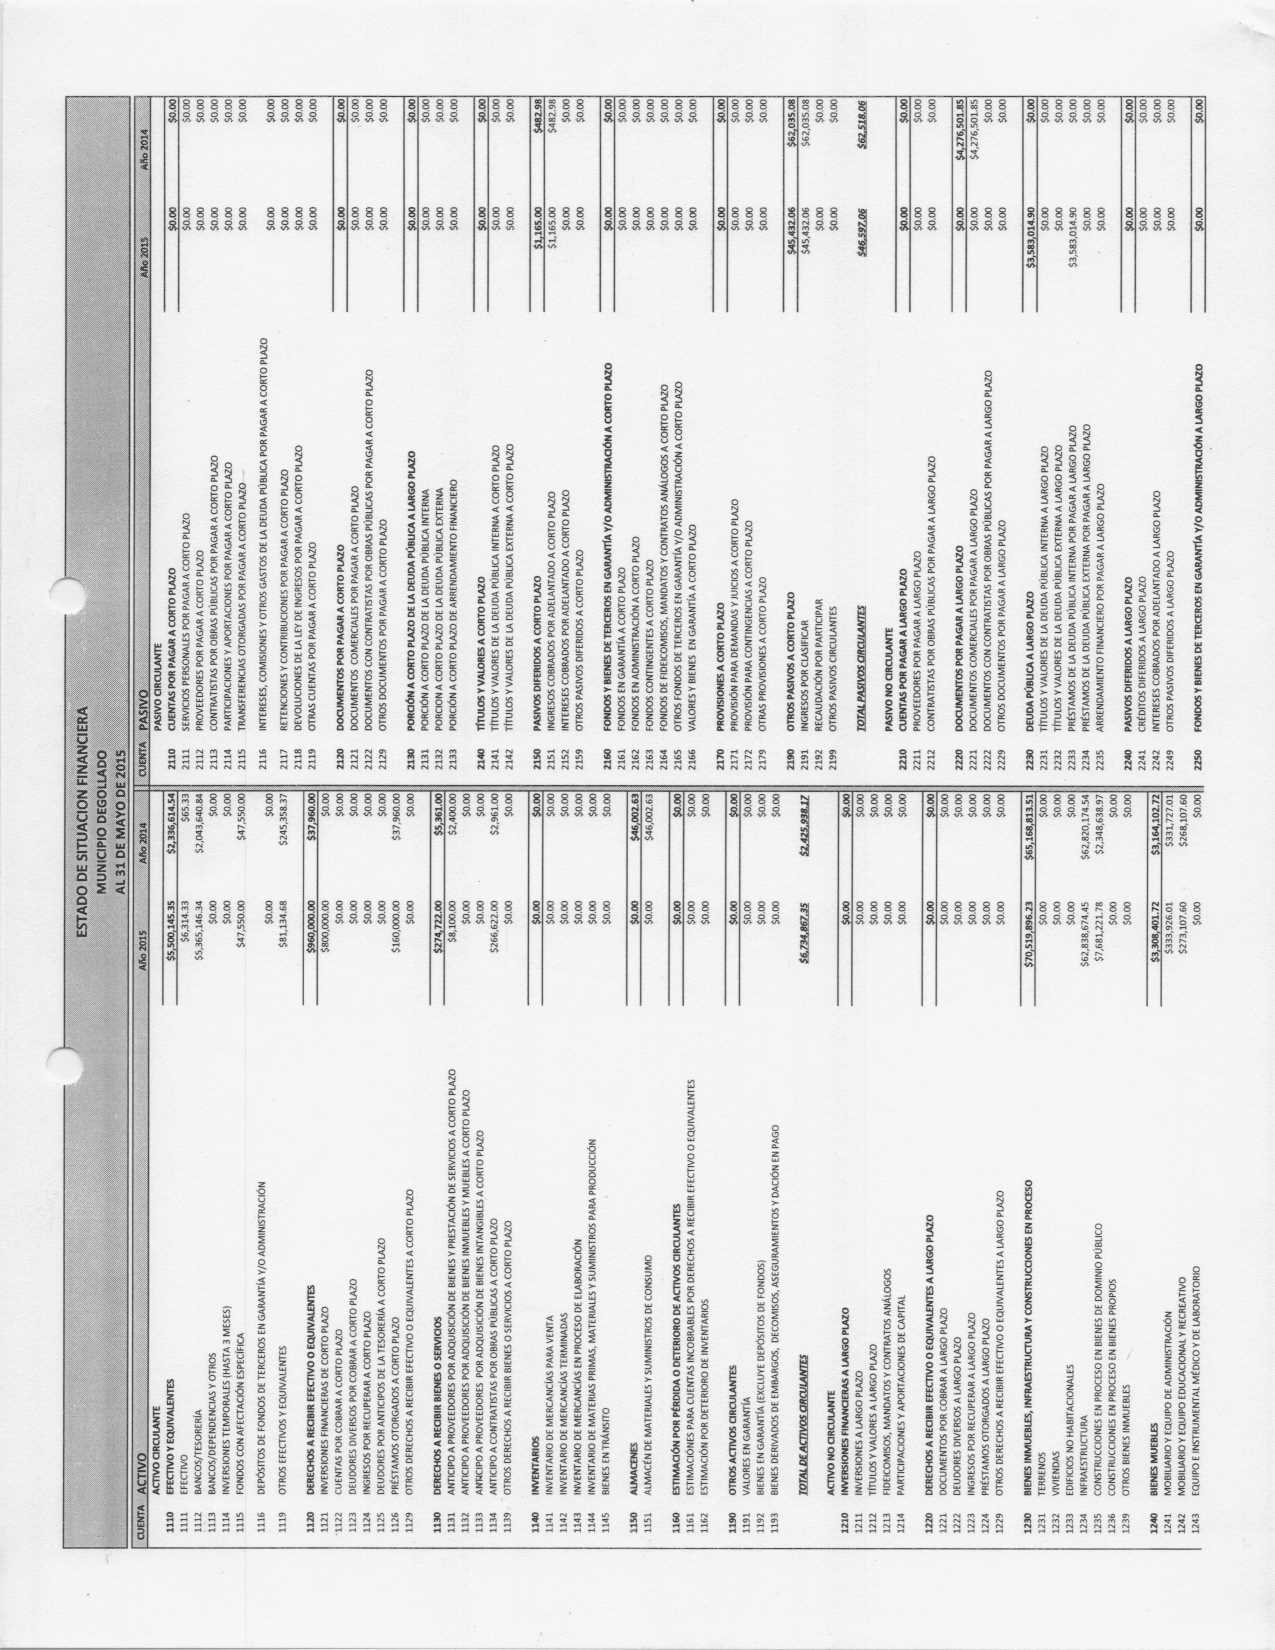 ESTADO DE SITUACION FINANCIERA
MUNICIPIO DEGOLLADO
AL 31 DE MAYO DE 2015
CUENTA ACTIVO Año 2015 Año 2014
ACTIVO CIRCULANTE
1110 EFECTIVO Y EQUIVALENTES $5,500,145.35 $2,336,614.54
1111 EFECTIVO $6,314.33 $65.33
1112 BANCOS/TESORERÍA $5,365,146.34 $2,043,640.84
1113 BANCOS/DEPENDENCIAS Y OTROS $0.00 $0.00
1114 INVERSIONES TEMPORALES (HASTA 3 MESES) $0.00 $0.00
1115 FONDOS CON AFECTACIÓN ESPECÍFICA $47,550.00 $47,550.00
1116 DEPÓSITOS DE FONDOS DE TERCEROS EN GARANTÍA Y/O ADMINISTRACIÓN $0.00 $0.00
1119 OTROS EFECTIVOS Y EQUIVALENTES $81,134.68 $245,358.37
1120 DERECHOS A RECIBIR EFECTIVO O EQUIVALENTES $960,000.00 $37,960.00
1121 INVERSIONES FINANCIERAS DE CORTO PLAZO $800,000.00 $0.00
1122 CUENTAS POR COBRAR A CORTO PLAZO $0.00 $0.00
1123 DEUDORES DIVERSOS POR COBRAR A CORTO PLAZO $0.00 $0.00
1124 INGRESOS POR RECUPERAR A CORTO PLAZO $0.00 $0.00
1125 DEUDORES POR ANTICIPOS DE LA TESORERÍA A CORTO PLAZO $0.00 $0.00
1126 PRÉSTAMOS OTORGADOS A CORTO PLAZO $160,000.00 $37,960.00
1129 OTROS DERECHOS A RECIBIR EFECTIVO O EQUIVALENTES A CORTO PLAZO $0.00 $0.00
1130 DERECHOS A RECIBIR BIENES O SERVICIOS $274,722.00 $5,361.00
1131 ANTICIPO A PROVEEDORES POR ADQUISICIÓN DE BIENES Y PRESTACIÓN DE SERVICIOS A CORTO PLAZO $8,100.00 $2,400.00
1132 ANTICIPO A PROVEEDORES POR ADQUISICIÓN DE BIENES INMUEBLES Y MUEBLES A CORTO PLAZO $0.00 $0.00
1133 ANTICIPO A PROVEEDORES POR ADQUISICIÓN DE BIENES INTANGIBLES A CORTO PLAZO $0.00 $0.00
1134 ANTICIPO A CONTRATISTAS POR OBRAS PÚBLICAS A CORTO PLAZO $266,622.00 $2,961.00
1139 OTROS DERECHOS A RECIBIR BIENES O SERVICIOS A CORTO PLAZO $0.00 $0.00
1140 INVENTARIOS $0.00 $0.00
1141 INVENTARIO DE MERCANCÍAS PARA VENTA $0.00 $0.00
1142 INVENTARIO DE MERCANCÍAS TERMINADAS $0.00 $0.00
1143 INVENTARIO DE MERCANCÍAS EN PROCESO DE ELABORACIÓN $0.00 $0.00
1144 INVENTARIO DE MATERIAS PRIMAS, MATERIALES Y SUMINISTROS PARA PRODUCCIÓN $0.00 $0.00
1145 BIENES EN TRÁNSITO $0.00 $0.00
1150 ALMACENES $0.00 $46,002.63
1151 ALMACÉN DE MATERIALES Y SUMINISTROS DE CONSUMO $0.00 $46,002.63
1160 ESTIMACIÓN POR PÉRDIDA O DETERIORO DE ACTIVOS CIRCULANTES $0.00 $0.00
1161 ESTIMACIONES PARA CUENTAS INCOBRABLES POR DERECHOS A RECIBIR EFECTIVO O EQUIVALENTES $0.00 $0.00
1162 ESTIMACIÓN POR DETERIORO DE INVENTARIOS $0.00 $0.00
1190 OTROS ACTIVOS CIRCULANTES $0.00 $0.00
1191 VALORES EN GARANTÍA $0.00 $0.00
1192 BIENES EN GARANTÍA (EXCLUYE DEPÓSITOS DE FONDOS) $0.00 $0.00
1193 BIENES DERIVADOS DE EMBARGOS, DECOMISOS, ASEGURAMIENTOS Y DACIÓN EN PAGO $0.00 $0.00
TOTAL DE ACTIVOS CIRCULANTES $6,734,867.35 $2,425,938.17
ACTIVO NO CIRCULANTE
1210 INVERSIONES FINANCIERAS A LARGO PLAZO $0.00 $0.00
1211 INVERSIONES A LARGO PLAZO $0.00 $0.00
1212 TÍTULOS Y VALORES A LARGO PLAZO $0.00 $0.00
1213 FIDEICOMISOS, MANDATOS Y CONTRATOS ANÁLOGOS $0.00 $0.00
1214 PARTICIPACIONES Y APORTACIONES DE CAPITAL $0.00 $0.00
1220 DERECHOS A RECIBIR EFECTIVO O EQUIVALENTES A LARGO PLAZO $0.00 $0.00
1221 DOCUMENTOS POR COBRAR A LARGO PLAZO $0.00 $0.00
1222 DEUDORES DIVERSOS A LARGO PLAZO $0.00 $0.00
1223 INGRESOS POR RECUPERAR A LARGO PLAZO $0.00 $0.00
1224 PRÉSTAMOS OTORGADOS A LARGO PLAZO $0.00 $0.00
1229 OTROS DERECHOS A RECIBIR EFECTIVO O EQUIVALENTES A LARGO PLAZO $0.00 $0.00
1230 BIENES INMUEBLES, INFRAESTRUCTURA Y CONSTRUCCIONES EN PROCESO $70,519,896.23 $65,168,813.51
1231 TERRENOS $0.00 $0.00
1232 VIVIENDAS $0.00 $0.00
1233 EDIFICIOS NO HABITACIONALES $0.00 $0.00
1234 INFRAESTRUCTURA $62,838,674.45 $62,820,174.54
1235 CONSTRUCCIONES EN PROCESO EN BIENES DE DOMINIO PÚBLICO $7,681,221.78 $2,348,638.97
1236 CONSTRUCCIONES EN PROCESO EN BIENES PROPIOS $0.00 $0.00
1239 OTROS BIENES INMUEBLES $0.00 $0.00
1240 BIENES MUEBLES $3,308,401.72 $3,164,102.72
1241 MOBILIARIO Y EQUIPO DE ADMINISTRACIÓN $333,926.01 $331,727.01
1242 MOBILIARIO Y EQUIPO EDUCACIONAL Y RECREATIVO $273,107.60 $268,107.60
1243 EQUIPO E INSTRUMENTAL MÉDICO Y DE LABORATORIO $0.00 $0.00
CUENTA PASIVO Año 2015 Año 2014
PASIVO CIRCULANTE
2110 CUENTAS POR PAGAR A CORTO PLAZO $0.00 $0.00
2111 SERVICIOS PERSONALES POR PAGAR A CORTO PLAZO $0.00 $0.00
2112 PROVEEDORES POR PAGAR A CORTO PLAZO $0.00 $0.00
2113 CONTRATISTAS POR OBRAS PÚBLICAS POR PAGAR A CORTO PLAZO $0.00 $0.00
2114 PARTICIPACIONES Y APORTACIONES POR PAGAR A CORTO PLAZO $0.00 $0.00
2115 TRANSFERENCIAS OTORGADAS POR PAGAR A CORTO PLAZO $0.00 $0.00
2116 INTERESES, COMISIONES Y OTROS GASTOS DE LA DEUDA PÚBLICA POR PAGAR A CORTO PLAZO $0.00 $0.00
2117 RETENCIONES Y CONTRIBUCIONES POR PAGAR A CORTO PLAZO $0.00 $0.00
2118 DEVOLUCIONES DE LA LEY DE INGRESOS POR PAGAR A CORTO PLAZO $0.00 $0.00
2119 OTRAS CUENTAS POR PAGAR A CORTO PLAZO $0.00 $0.00
2120 DOCUMENTOS POR PAGAR A CORTO PLAZO $0.00 $0.00
2121 DOCUMENTOS COMERCIALES POR PAGAR A CORTO PLAZO $0.00 $0.00
2122 DOCUMENTOS CON CONTRATISTAS POR OBRAS PÚBLICAS POR PAGAR A CORTO PLAZO $0.00 $0.00
2129 OTROS DOCUMENTOS POR PAGAR A CORTO PLAZO $0.00 $0.00
2130 PORCIÓN A CORTO PLAZO DE LA DEUDA PÚBLICA A LARGO PLAZO $0.00 $0.00
2131 PORCIÓN A CORTO PLAZO DE LA DEUDA PÚBLICA INTERNA $0.00 $0.00
2132 PORCION A CORTO PLAZO DE LA DEUDA PÚBLICA EXTERNA $0.00 $0.00
2133 PORCIÓN A CORTO PLAZO DE ARRENDAMIENTO FINANCIERO $0.00 $0.00
2140 TÍTULOS Y VALORES A CORTO PLAZO $0.00 $0.00
2141 TÍTULOS Y VALORES DE LA DEUDA PÚBLICA INTERNA A CORTO PLAZO $0.00 $0.00
2142 TÍTULOS Y VALORES DE LA DEUDA PÚBLICA EXTERNA A CORTO PLAZO $0.00 $0.00
2150 PASIVOS DIFERIDOS A CORTO PLAZO $1,165.00 $482.98
2151 INGRESOS COBRADOS POR ADELANTADO A CORTO PLAZO $1,165.00 $482.98
2152 INTERESES COBRADOS POR ADELANTADO A CORTO PLAZO $0.00 $0.00
2159 OTROS PASIVOS DIFERIDOS A CORTO PLAZO $0.00 $0.00
2160 FONDOS Y BIENES DE TERCEROS EN GARANTÍA Y/O ADMINISTRACIÓN A CORTO PLAZO $0.00 $0.00
2161 FONDOS EN GARANTÍA A CORTO PLAZO $0.00 $0.00
2162 FONDOS EN ADMINISTRACIÓN A CORTO PLAZO $0.00 $0.00
2163 FONDOS CONTINGENTES A CORTO PLAZO $0.00 $0.00
2164 FONDOS DE FIDEICOMISOS, MANDATOS Y CONTRATOS ANÁLOGOS A CORTO PLAZO $0.00 $0.00
2165 OTROS FONDOS DE TERCEROS EN GARANTÍA Y/O ADMINISTRACIÓN A CORTO PLAZO $0.00 $0.00
2166 VALORES Y BIENES EN GARANTÍA A CORTO PLAZO $0.00 $0.00
2170 PROVISIONES A CORTO PLAZO $0.00 $0.00
2171 PROVISIÓN PARA DEMANDAS Y JUICIOS A CORTO PLAZO $0.00 $0.00
2172 PROVISIÓN PARA CONTINGENCIAS A CORTO PLAZO $0.00 $0.00
2179 OTRAS PROVISIONES A CORTO PLAZO $0.00 $0.00
2190 OTROS PASIVOS A CORTO PLAZO $45,432.06 $62,035.08
2191 INGRESOS POR CLASIFICAR $45,432.06 $62,035.08
2192 RECAUDACIÓN POR PARTICIPAR $0.00 $0.00
2199 OTROS PASIVOS CIRCULANTES $0.00 $0.00
TOTAL PASIVOS CIRCULANTES $46,597.06 $62,518.06
PASIVO NO CIRCULANTE
2210 CUENTAS POR PAGAR A LARGO PLAZO $0.00 $0.00
2211 PROVEEDORES POR PAGAR A LARGO PLAZO $0.00 $0.00
2212 CONTRATISTAS POR OBRAS PÚBLICAS POR PAGAR A LARGO PLAZO $0.00 $0.00
2220 DOCUMENTOS POR PAGAR A LARGO PLAZO $0.00 $4,276,501.85
2221 DOCUMENTOS COMERCIALES POR PAGAR A LARGO PLAZO $0.00 $4,276,501.85
2222 DOCUMENTOS CON CONTRATISTAS POR OBRAS PÚBLICAS POR PAGAR A LARGO PLAZO $0.00 $0.00
2229 OTROS DOCUMENTOS POR PAGAR A LARGO PLAZO $0.00 $0.00
2230 DEUDA PÚBLICA A LARGO PLAZO $3,583,014.90 $0.00
2231 TÍTULOS Y VALORES DE LA DEUDA PÚBLICA INTERNA A LARGO PLAZO $0.00 $0.00
2232 TÍTULOS Y VALORES DE LA DEUDA PÚBLICA EXTERNA A LARGO PLAZO $0.00 $0.00
2233 PRÉSTAMOS DE LA DEUDA PÚBLICA INTERNA POR PAGAR A LARGO PLAZO $3,583,014.90 $0.00
2234 PRÉSTAMOS DE LA DEUDA PÚBLICA EXTERNA POR PAGAR A LARGO PLAZO $0.00 $0.00
2235 ARRENDAMIENTO FINANCIERO POR PAGAR A LARGO PLAZO $0.00 $0.00
2240 PASIVOS DIFERIDOS A LARGO PLAZO $0.00 $0.00
2241 CRÉDITOS DIFERIDOS A LARGO PLAZO $0.00 $0.00
2242 INTERESES COBRADOS POR ADELANTADO A LARGO PLAZO $0.00 $0.00
2249 OTROS PASIVOS DIFERIDOS A LARGO PLAZO $0.00 $0.00
2250 FONDOS Y BIENES DE TERCEROS EN GARANTÍA Y/O ADMINISTRACIÓN A LARGO PLAZO $0.00 $0.00